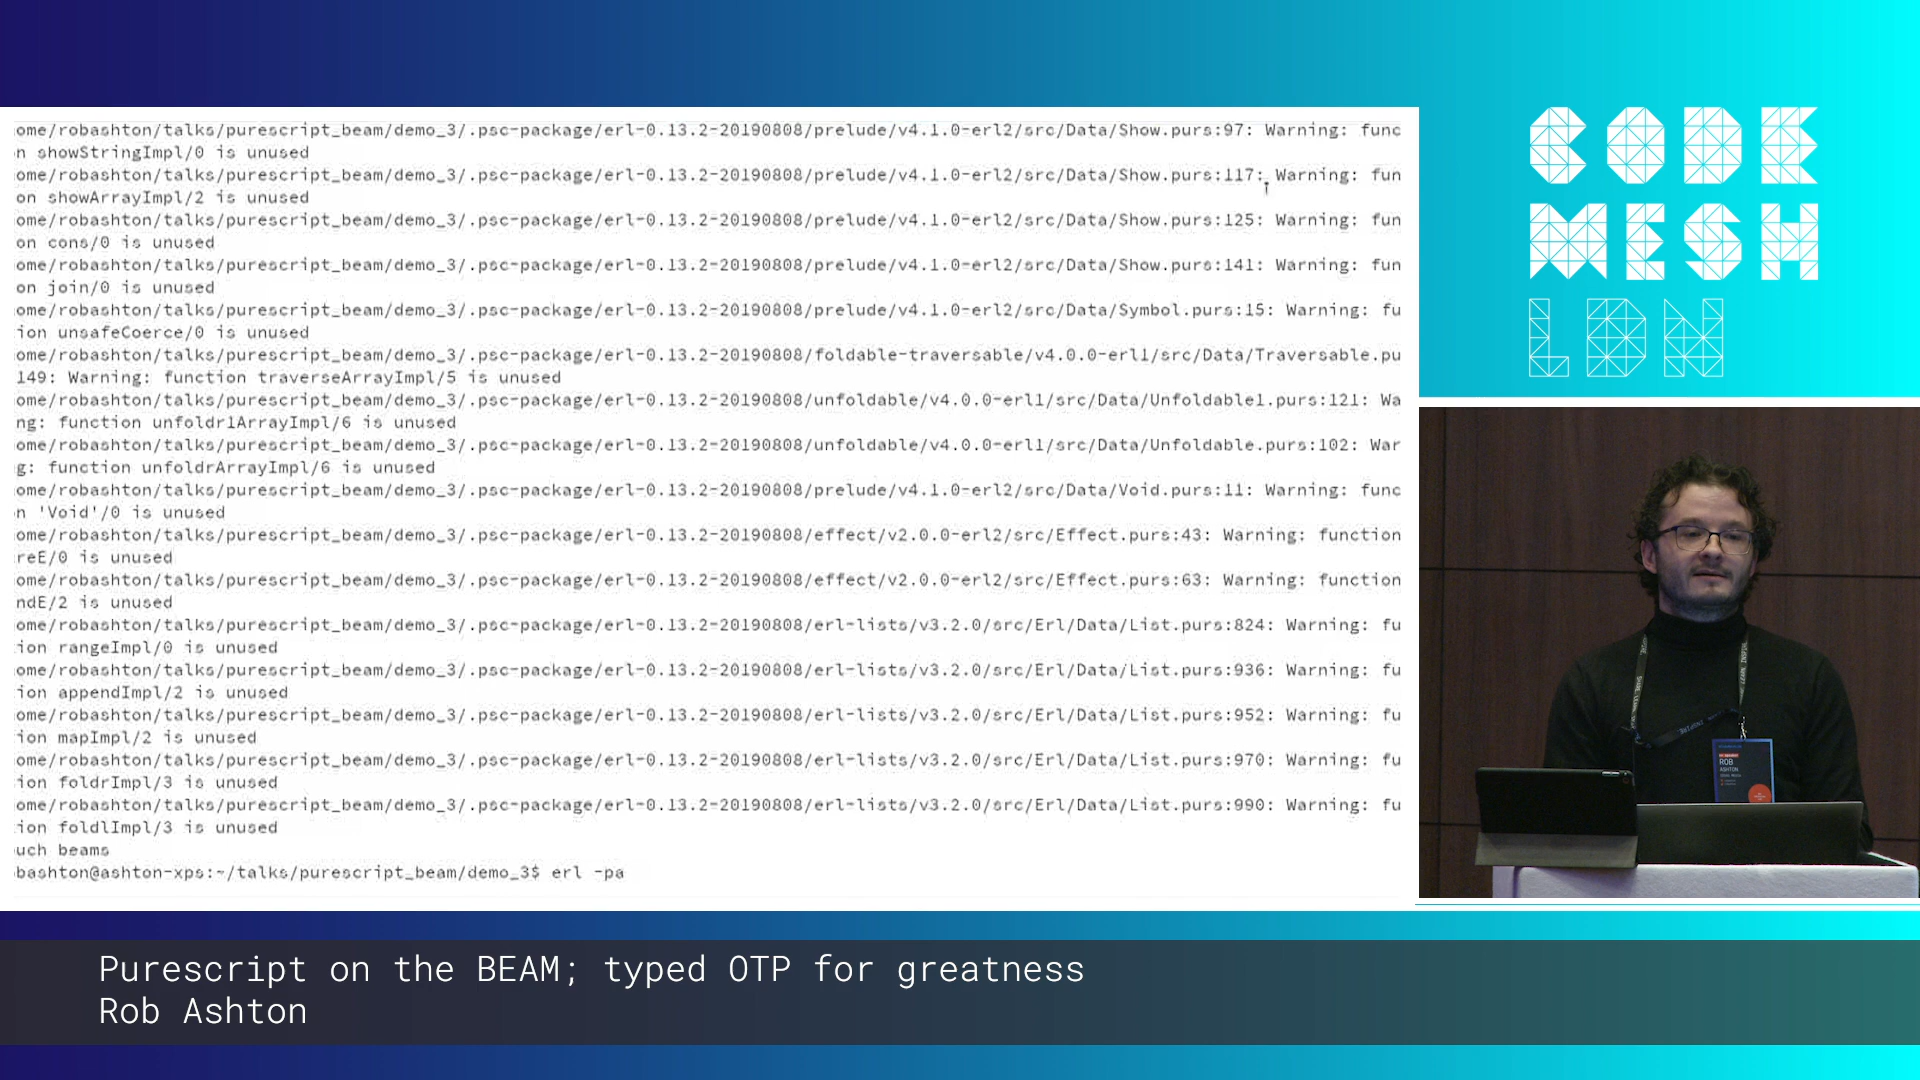 ome/robashton/talks/purescript_beam/demo_3/.psc-package/erl-0.13.2-20190808/prelude/v4.1.0-erl2/src/Data/Show.purs:97: Warning: func
n showStringImpl/0 is unused
ome/robashton/talks/purescript_beam/demo_3/.psc-package/erl-0.13.2-20190808/prelude/v4.1.0-erl2/src/Data/Show.purs:117: Warning: fun
on showArrayImpl/2 is unused
ome/robashton/talks/purescript_beam/demo_3/.psc-package/erl-0.13.2-20190808/prelude/v4.1.0-erl2/src/Data/Show.purs:125: Warning: fun
on cons/0 is unused
ome/robashton/talks/purescript_beam/demo_3/.psc-package/erl-0.13.2-20190808/prelude/v4.1.0-erl2/src/Data/Show.purs:141: Warning: fun
on join/0 is unused
ome/robashton/talks/purescript_beam/demo_3/.psc-package/erl-0.13.2-20190808/prelude/v4.1.0-erl2/src/Data/Symbol.purs:15: Warning: fu
ion unsafeCoerce/0 is unused
ome/robashton/talks/purescript_beam/demo_3/.psc-package/erl-0.13.2-20190808/foldable-traversable/v4.0.0-erl1/src/Data/Traversable.pu
149: Warning: function traverseArrayImpl/5 is unused
ome/robashton/talks/purescript_beam/demo_3/.psc-package/erl-0.13.2-20190808/unfoldable/v4.0.0-erl1/src/Data/Unfoldable1.purs:121: Wa
ng: function unfoldr1ArrayImpl/6 is unused
ome/robashton/talks/purescript_beam/demo_3/.psc-package/erl-0.13.2-20190808/unfoldable/v4.0.0-erl1/src/Data/Unfoldable.purs:102: War
g: function unfoldrArrayImpl/6 is unused
ome/robashton/talks/purescript_beam/demo_3/.psc-package/erl-0.13.2-20190808/prelude/v4.1.0-erl2/src/Data/Void.purs:11: Warning: func
n 'Void'/0 is unused
ome/robashton/talks/purescript_beam/demo_3/.psc-package/erl-0.13.2-20190808/effect/v2.0.0-erl2/src/Effect.purs:43: Warning: function
reE/0 is unused
ome/robashton/talks/purescript_beam/demo_3/.psc-package/erl-0.13.2-20190808/effect/v2.0.0-erl2/src/Effect.purs:63: Warning: function
ndE/2 is unused
ome/robashton/talks/purescript_beam/demo_3/.psc-package/erl-0.13.2-20190808/erl-lists/v3.2.0/src/Erl/Data/List.purs:824: Warning: fu
ion rangeImpl/0 is unused
ome/robashton/talks/purescript_beam/demo_3/.psc-package/erl-0.13.2-20190808/erl-lists/v3.2.0/src/Erl/Data/List.purs:936: Warning: fu
ion appendImpl/2 is unused
ome/robashton/talks/purescript_beam/demo_3/.psc-package/erl-0.13.2-20190808/erl-lists/v3.2.0/src/Erl/Data/List.purs:952: Warning: fu
ion mapImpl/2 is unused
ome/robashton/talks/purescript_beam/demo_3/.psc-package/erl-0.13.2-20190808/erl-lists/v3.2.0/src/Erl/Data/List.purs:970: Warning: fu
ion foldrImpl/3 is unused
ome/robashton/talks/purescript_beam/demo_3/.psc-package/erl-0.13.2-20190808/erl-lists/v3.2.0/src/Erl/Data/List.purs:990: Warning: fu
ion foldlImpl/3 is unused
uch beams
bashton@ashton-xps:~/talks/purescript_beam/demo_3$ erl -pa
CODE
MESH
LDN
ROB
ASHTON
Purescript on the BEAM; typed OTP for greatness
Rob Ashton